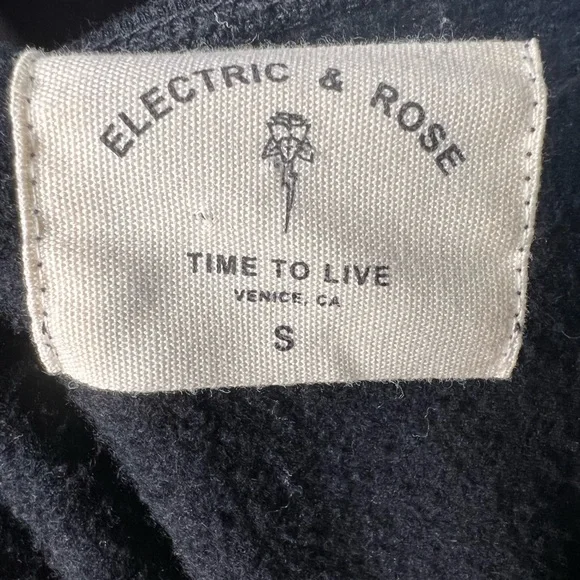 ELECTRIC & ROSE
TIME TO LIVE
VENICE, CA
S